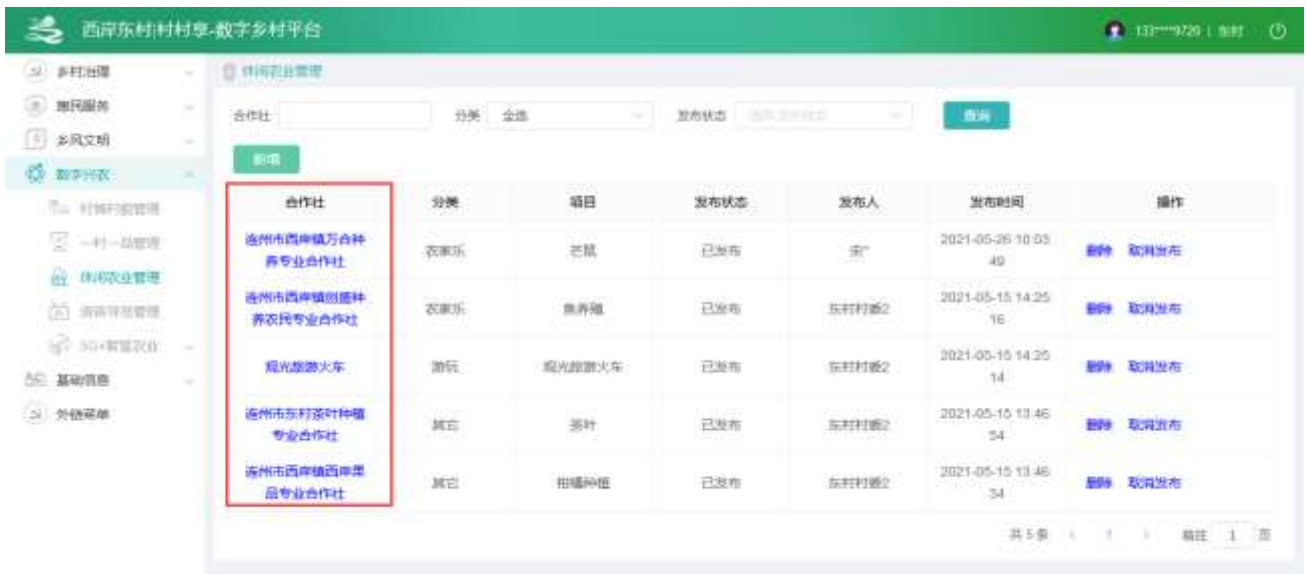 西岸东村|村村享-数字乡村平台
133****9729 | 东村
乡村治理
惠民服务
乡风文明
数字兴农
一村一品管理
休闲农业管理
5G+智慧农业
基础信息
外链菜单
休闲农业管理
合作社
分类 全选
发布状态
查询
新增
合作社 分类 项目 发布状态 发布人 发布时间 操作
连州市西岸镇万合种养专业合作社 农家乐 芒鼠 已发布 宋* 2021-05-26 10:03:49 删除 取消发布
连州市西岸镇创盛种养农民专业合作社 农家乐 鱼养殖 已发布 东村村委2 2021-05-15 14:25:16 删除 取消发布
观光旅游火车 游玩 观光旅游火车 已发布 东村村委2 2021-05-15 14:25:14 删除 取消发布
连州市东村茶叶种植专业合作社 其它 茶叶 已发布 东村村委2 2021-05-15 13:46:54 删除 取消发布
连州市西岸镇西岸果品专业合作社 其它 柑橘种植 已发布 东村村委2 2021-05-15 13:46:34 删除 取消发布
共 5 条 1 前往 1 页